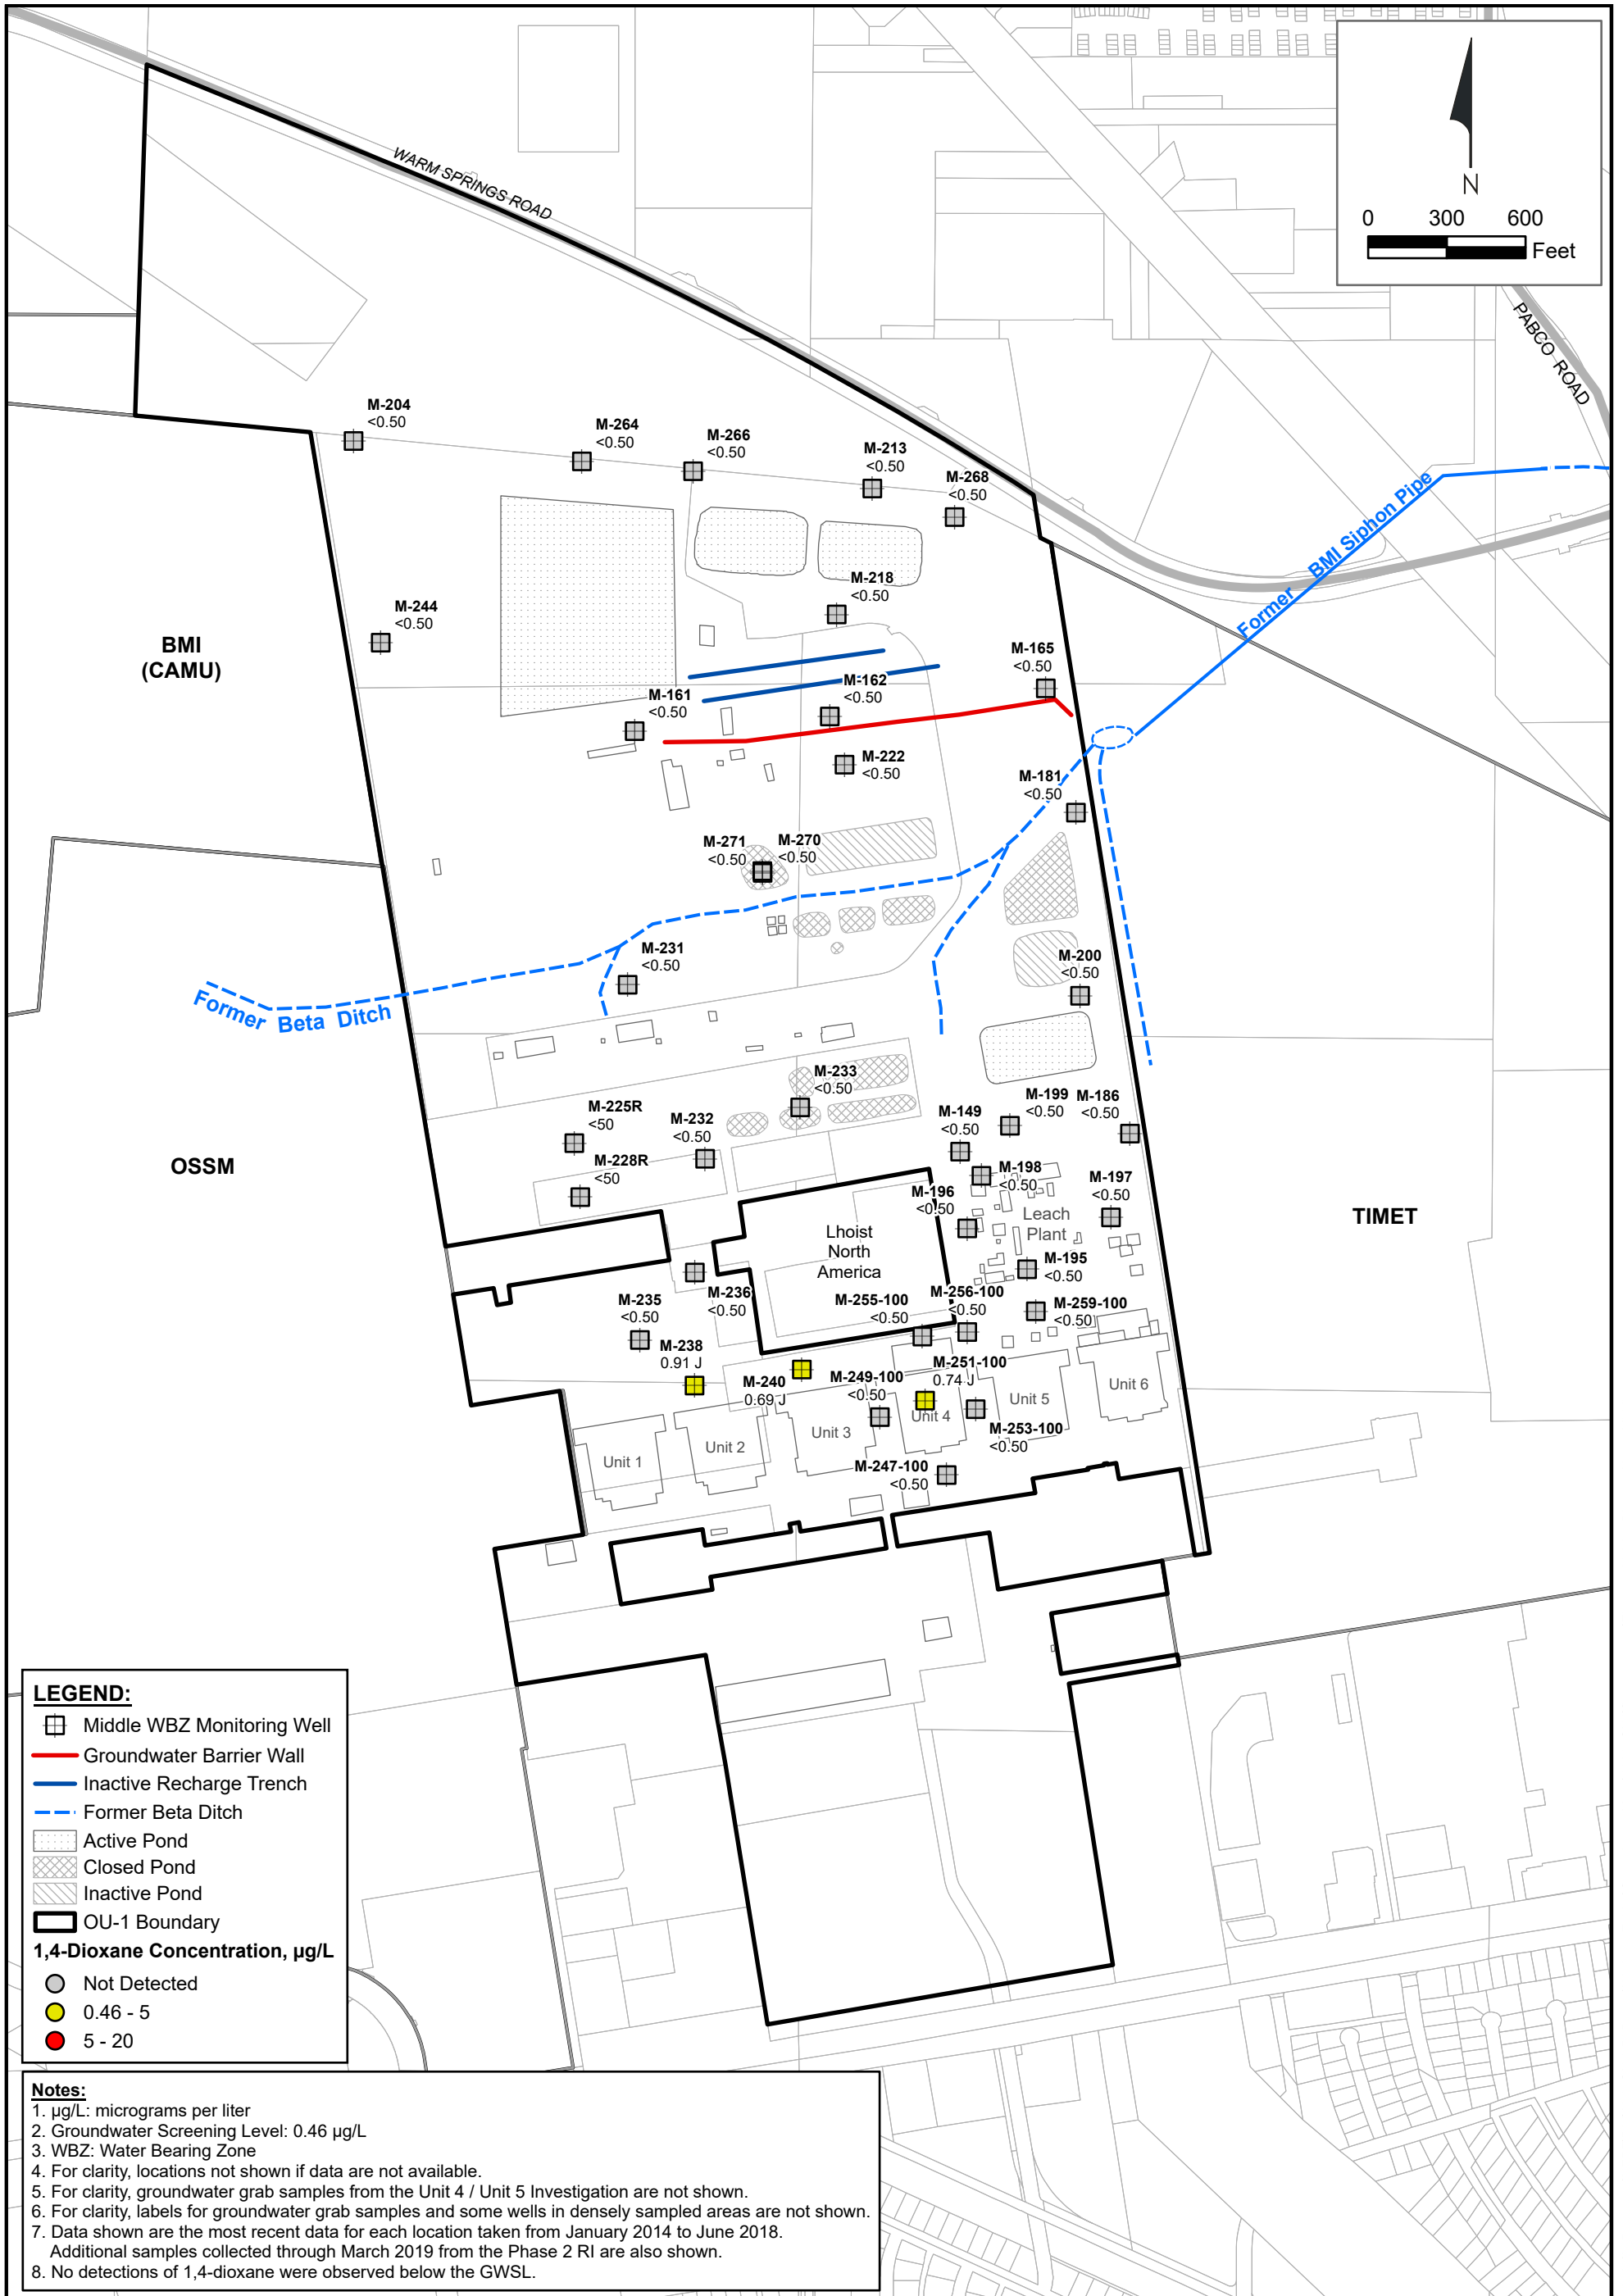 WARM SPRINGS ROAD
N
0 300 600
Feet
PABCO ROAD
M-204
<0.50
M-264
<0.50
M-266
<0.50
M-213
<0.50
M-268
<0.50
Former BMI Siphon Pipe
M-218
<0.50
M-244
<0.50
BMI
(CAMU)
M-165
<0.50
M-161
<0.50
M-162
<0.50
M-222
<0.50
M-181
<0.50
M-271
<0.50
M-270
<0.50
M-231
<0.50
M-200
<0.50
Former Beta Ditch
M-233
<0.50
M-225R
<50
M-232
<0.50
M-149
<0.50
M-199
<0.50
M-186
<0.50
OSSM
M-228R
<50
M-198
<0.50
M-196
<0.50
M-197
<0.50
Leach
Plant
TIMET
Lhoist
North
America
M-195
<0.50
M-236
<0.50
M-235
<0.50
M-255-100
<0.50
M-256-100
<0.50
M-259-100
<0.50
M-238
0.91 J
M-240
0.69 J
M-249-100
<0.50
M-251-100
0.74 J
M-253-100
<0.50
Unit 1
Unit 2
Unit 3
Unit 4
Unit 5
Unit 6
M-247-100
<0.50
LEGEND:
Middle WBZ Monitoring Well
Groundwater Barrier Wall
Inactive Recharge Trench
Former Beta Ditch
Active Pond
Closed Pond
Inactive Pond
OU-1 Boundary
1,4-Dioxane Concentration, µg/L
Not Detected
0.46 - 5
5 - 20
Notes:
1. µg/L: micrograms per liter
2. Groundwater Screening Level: 0.46 µg/L
3. WBZ: Water Bearing Zone
4. For clarity, locations not shown if data are not available.
5. For clarity, groundwater grab samples from the Unit 4 / Unit 5 Investigation are not shown.
6. For clarity, labels for groundwater grab samples and some wells in densely sampled areas are not shown.
7. Data shown are the most recent data for each location taken from January 2014 to June 2018.
Additional samples collected through March 2019 from the Phase 2 RI are also shown.
8. No detections of 1,4-dioxane were observed below the GWSL.